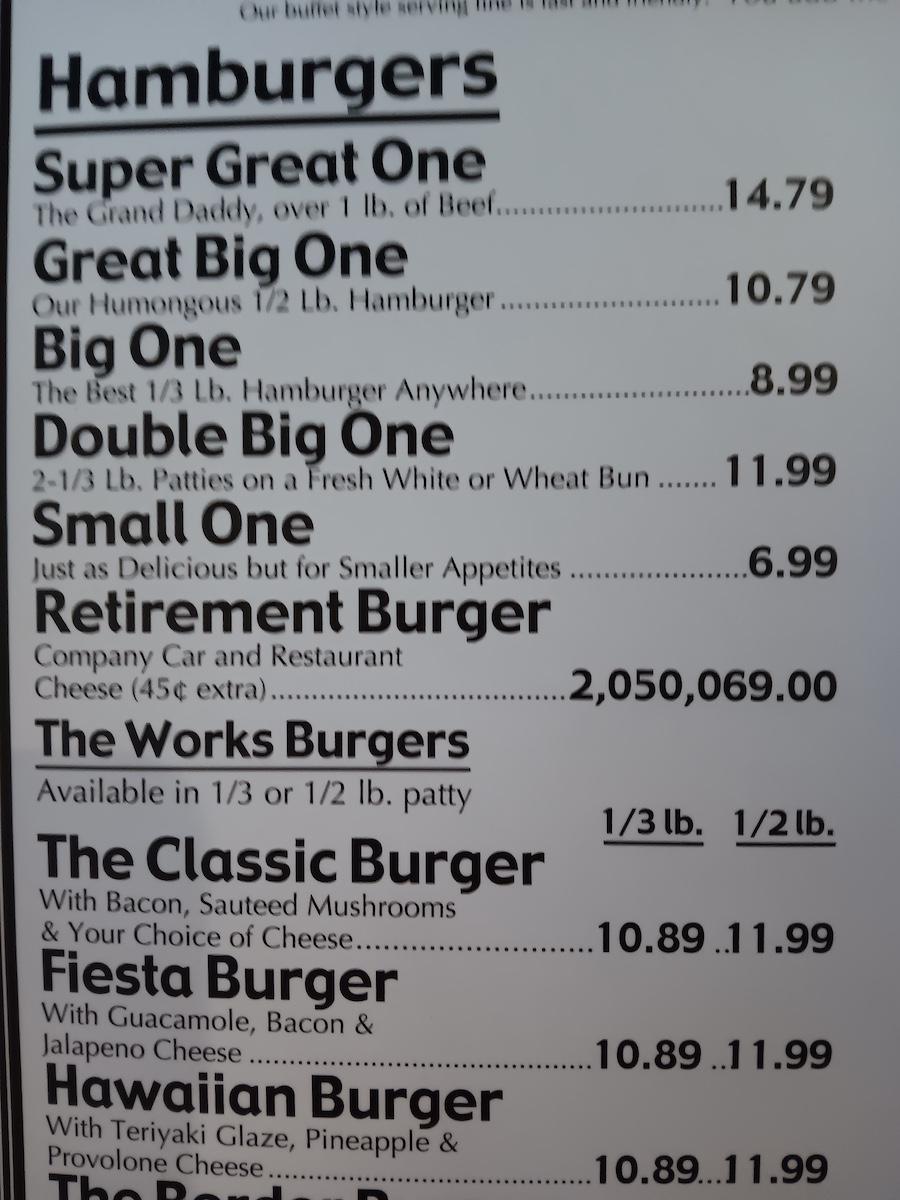 Our buffet style serving line is fast and friendly.
Hamburgers
Super Great One
The Grand Daddy, over 1 lb. of Beef..............................14.79
Great Big One
Our Humongous 1/2 Lb. Hamburger.............................10.79
Big One
The Best 1/3 Lb. Hamburger Anywhere...........................8.99
Double Big One
2-1/3 Lb. Patties on a Fresh White or Wheat Bun ....... 11.99
Small One
Just as Delicious but for Smaller Appetites ......................6.99
Retirement Burger
Company Car and Restaurant
Cheese (45¢ extra)....................................2,050,069.00
The Works Burgers
Available in 1/3 or 1/2 lb. patty
1/3 lb. 1/2 lb.
The Classic Burger
With Bacon, Sauteed Mushrooms
& Your Choice of Cheese.............................10.89 ..11.99
Fiesta Burger
With Guacamole, Bacon &
Jalapeno Cheese ..........................................10.89 ..11.99
Hawaiian Burger
With Teriyaki Glaze, Pineapple &
Provolone Cheese ........................................10.89...11.99
The Border